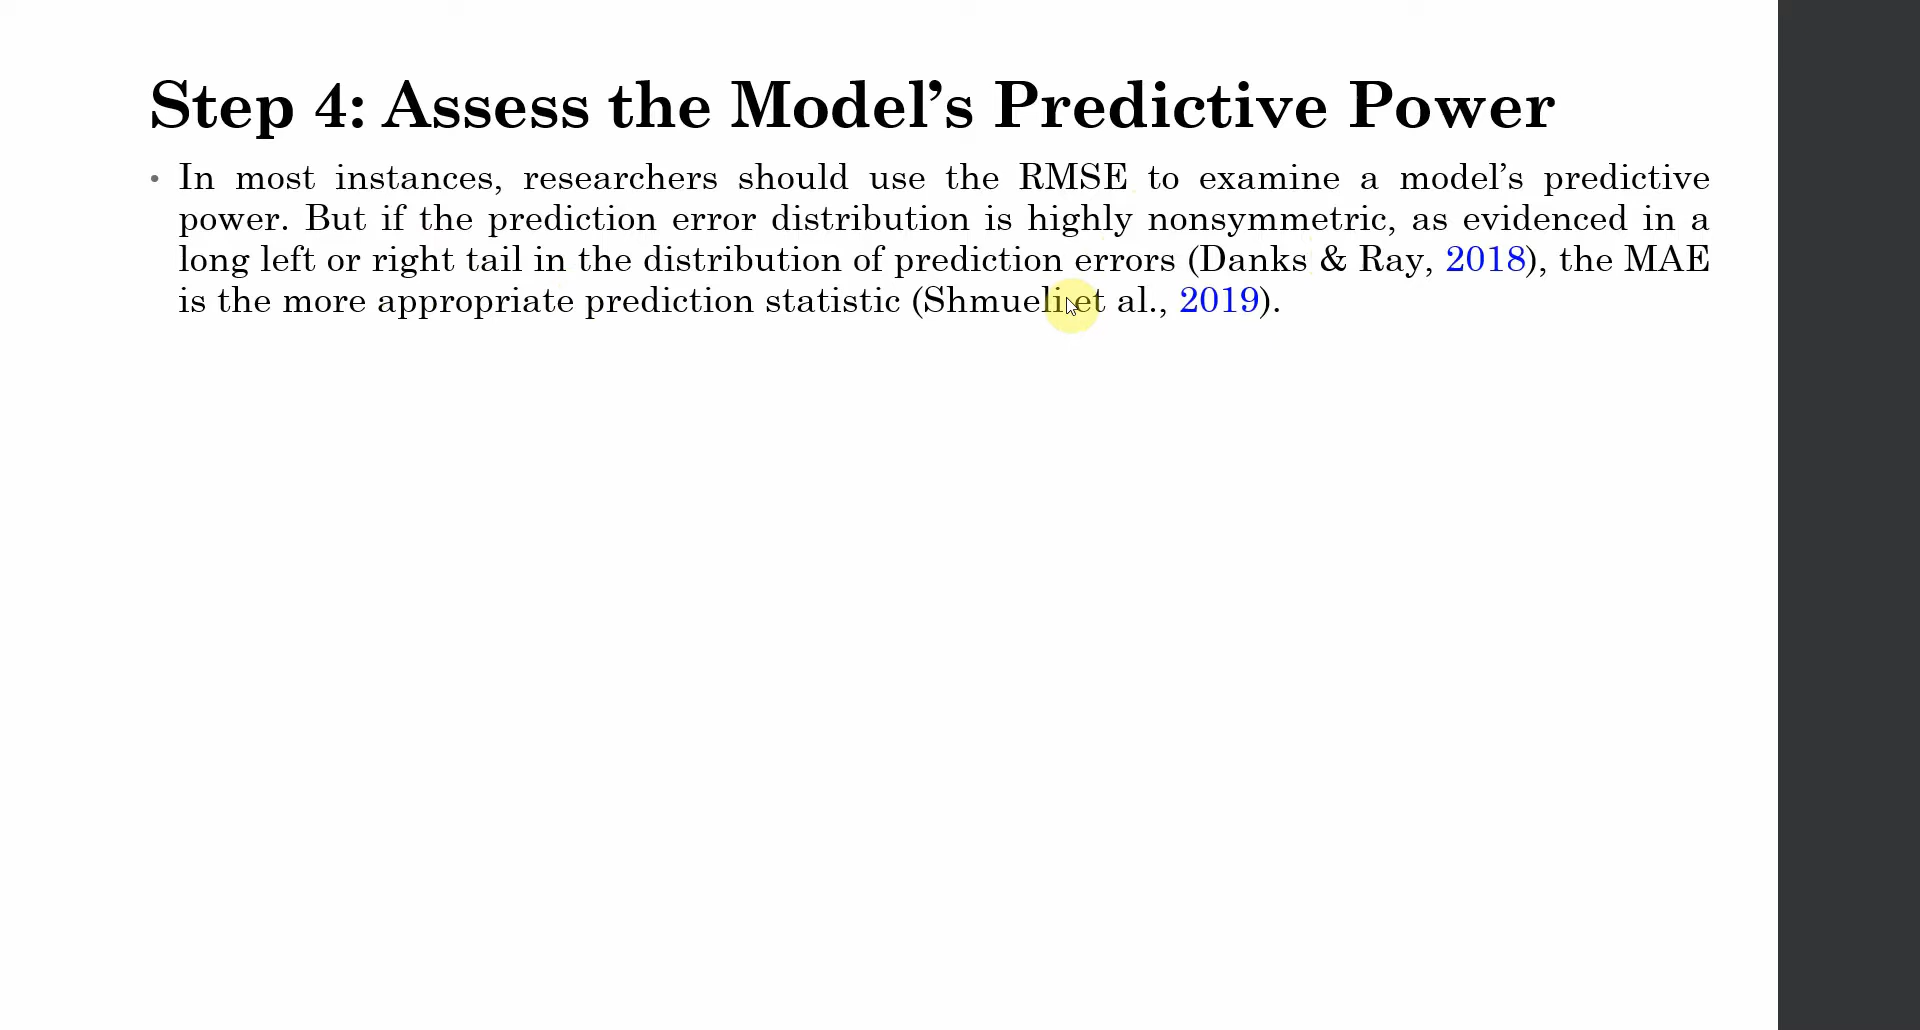 Step 4: Assess the Model’s Predictive Power
• In most instances, researchers should use the RMSE to examine a model’s predictive
power. But if the prediction error distribution is highly nonsymmetric, as evidenced in a
long left or right tail in the distribution of prediction errors (Danks & Ray, 2018), the MAE
is the more appropriate prediction statistic (Shmueli et al., 2019).